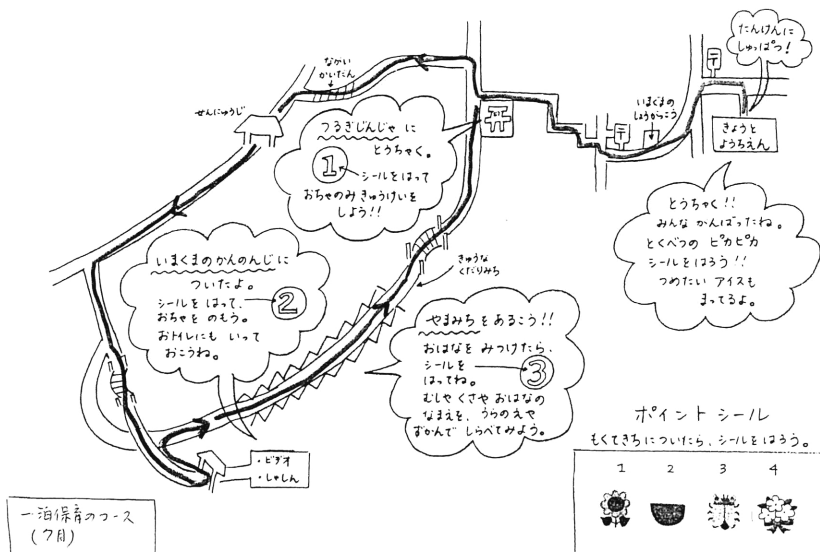 たんけんに
しゅっぱつ!
〒
きょうと
ようちえん
いまぐまの
しょうがっこう
〒
ながい
かいだん
せんにゅうじ
つるぎじんじゃに
とうちゃく。
①
シールをはって
おちゃのみきゅうけいを
しよう!!
とうちゃく!!
みんな がんばったね。
とくべつの ピカピカ
シールをはろう!!
つめたい アイスも
まってるよ。
きゅうな
くだりみち
いまぐまのかんのんじに
ついたよ。
シールをはって、
②
おちゃをのもう。
おトイレにも いって
おこうね。
やまみちをあるこう!!
おはなを みつけたら、
シールを
③
はってね。
むしや くさや おはなの
なまえを、うらのえや
ずかんで しらべてみよう。
・ビデオ
・しゃしん
ポイント シール
もくてきちについたら、シールをはろう。
1 2 3 4
一泊保育のコース
(7月)